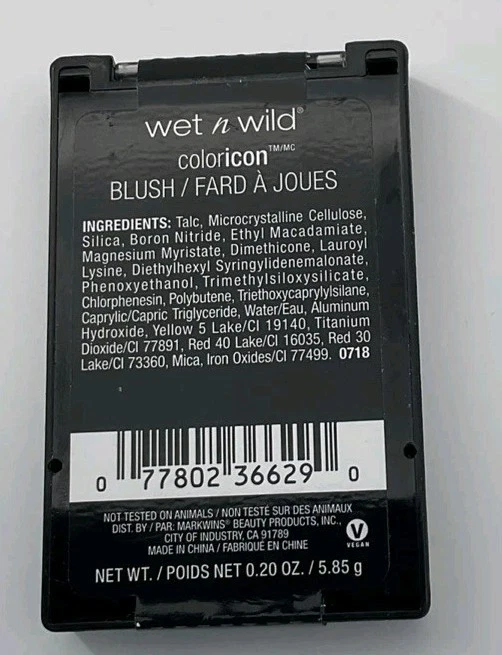 wet n wild®
coloricon™/MC
BLUSH / FARD À JOUES
INGREDIENTS: Talc, Microcrystalline Cellulose,
Silica, Boron Nitride, Ethyl Macadamiate,
Magnesium Myristate, Dimethicone, Lauroyl
Lysine, Diethylhexyl Syringylidenemalonate,
Phenoxyethanol, Trimethylsiloxysilicate,
Chlorphenesin, Polybutene, Triethoxycaprylylsilane,
Caprylic/Capric Triglyceride, Water/Eau, Aluminum
Hydroxide, Yellow 5 Lake/CI 19140, Titanium
Dioxide/CI 77891, Red 40 Lake/CI 16035, Red 30
Lake/CI 73360, Mica, Iron Oxides/CI 77499. 0718
0 77802 36629 0
NOT TESTED ON ANIMALS / NON TESTÉ SUR DES ANIMAUX
DIST. BY / PAR: MARKWINS® BEAUTY PRODUCTS, INC.,
CITY OF INDUSTRY, CA 91789
MADE IN CHINA / FABRIQUÉ EN CHINE
V
VEGAN
NET WT. / POIDS NET 0.20 OZ. / 5.85 g